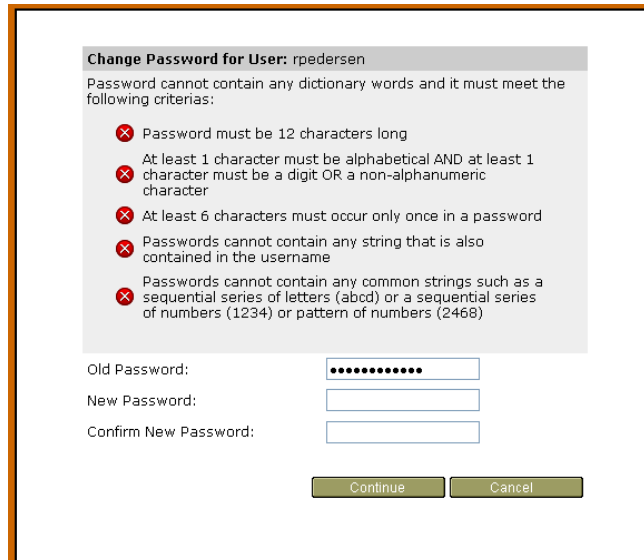 Change Password for User: rpedersen
Password cannot contain any dictionary words and it must meet the
following criterias:
Password must be 12 characters long
At least 1 character must be alphabetical AND at least 1
character must be a digit OR a non-alphanumeric
character
At least 6 characters must occur only once in a password
Passwords cannot contain any string that is also
contained in the username
Passwords cannot contain any common strings such as a
sequential series of letters (abcd) or a sequential series
of numbers (1234) or pattern of numbers (2468)
Old Password: ••••••••••••
New Password:
Confirm New Password:
Continue Cancel